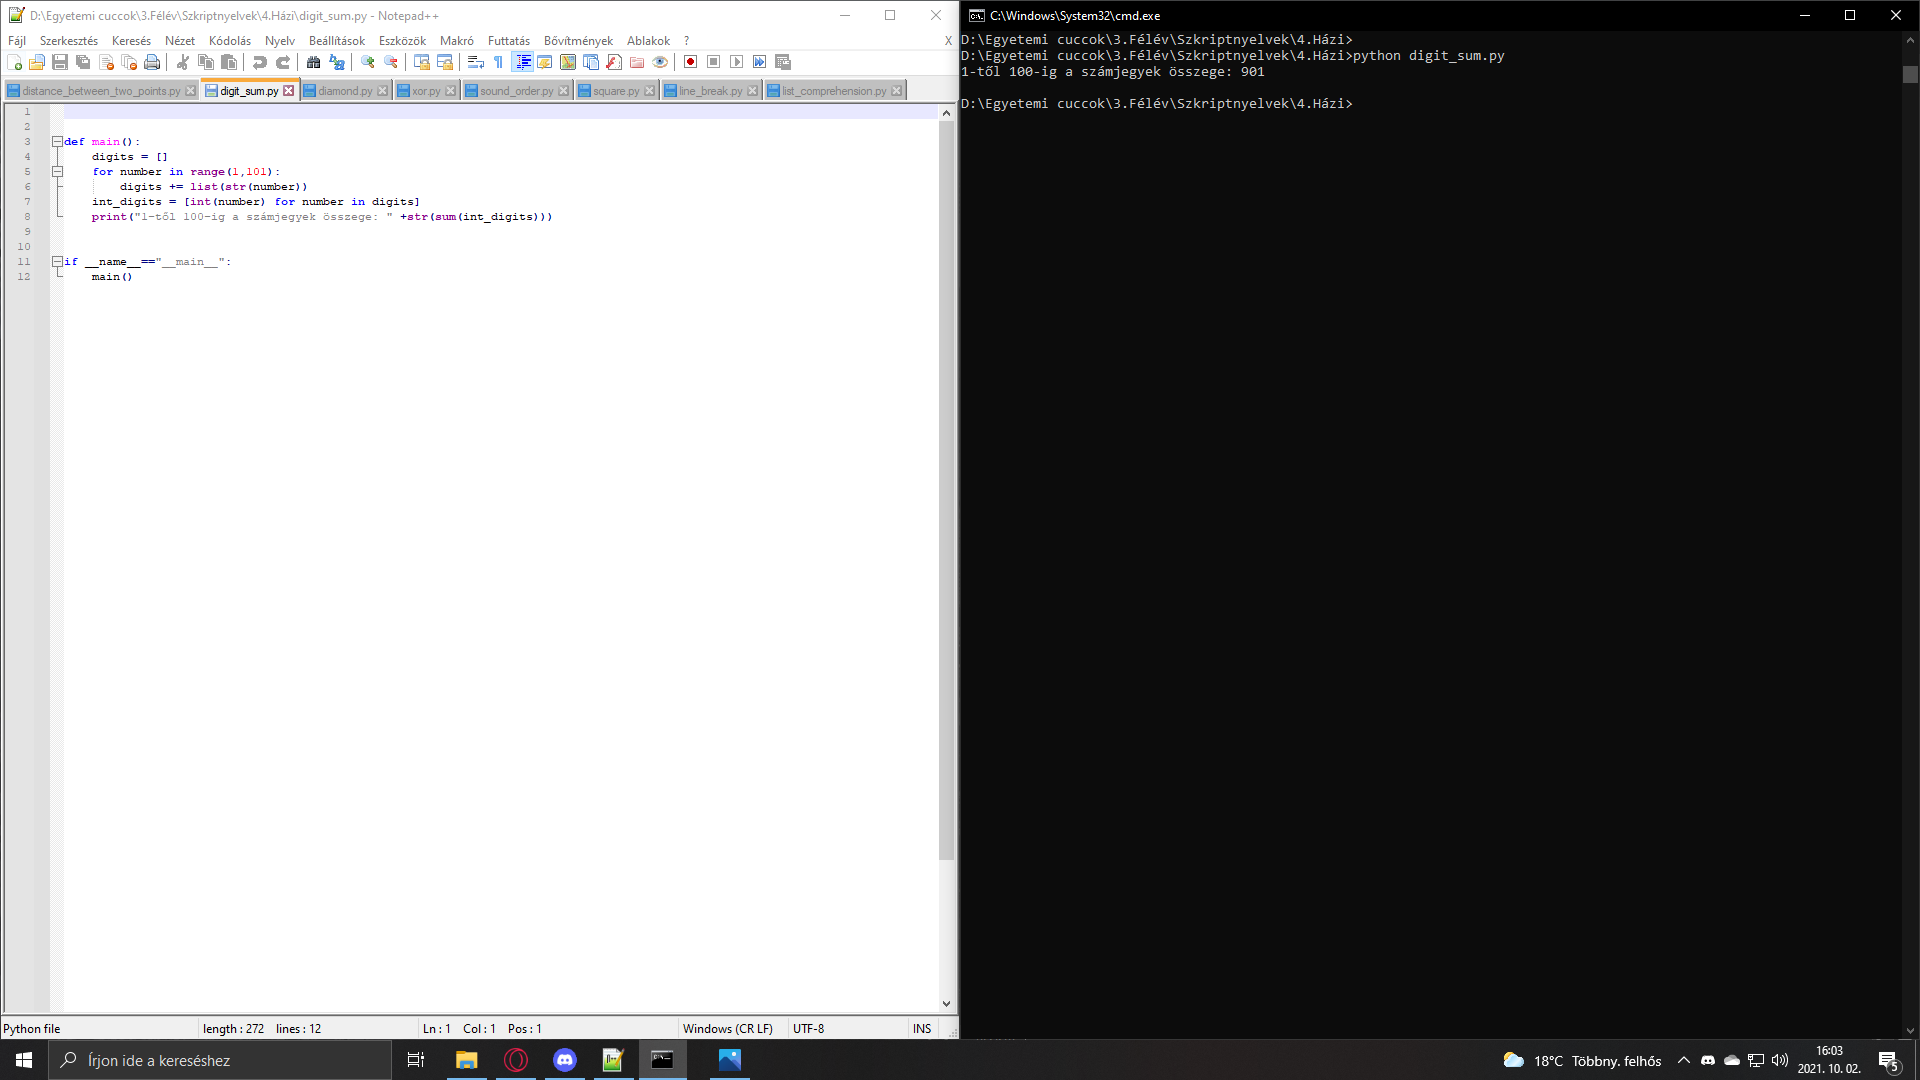 D:\Egyetemi cuccok\3.Félév\Szkriptnyelvek\4.Házi\digit_sum.py - Notepad++
Fájl Szerkesztés Keresés Nézet Kódolás Nyelv Beállítások Eszközök Makró Futtatás Bővítmények Ablakok ? X
distance_between_two_points.py digit_sum.py diamond.py xor.py sound_order.py square.py line_break.py list_comprehension.py
1
2
3 def main():
4 digits = []
5 for number in range(1,101):
6 digits += list(str(number))
7 int_digits = [int(number) for number in digits]
8 print("1-től 100-ig a számjegyek összege: " +str(sum(int_digits)))
9
10
11 if __name__=="__main__":
12 main()
Python file length : 272 lines : 12 Ln : 1 Col : 1 Pos : 1 Windows (CR LF) UTF-8 INS
C:\Windows\System32\cmd.exe
D:\Egyetemi cuccok\3.Félév\Szkriptnyelvek\4.Házi>
D:\Egyetemi cuccok\3.Félév\Szkriptnyelvek\4.Házi>python digit_sum.py
1-től 100-ig a számjegyek összege: 901
D:\Egyetemi cuccok\3.Félév\Szkriptnyelvek\4.Házi>
Írjon ide a kereséshez
18°C Többny. felhős
16:03
2021. 10. 02.
5